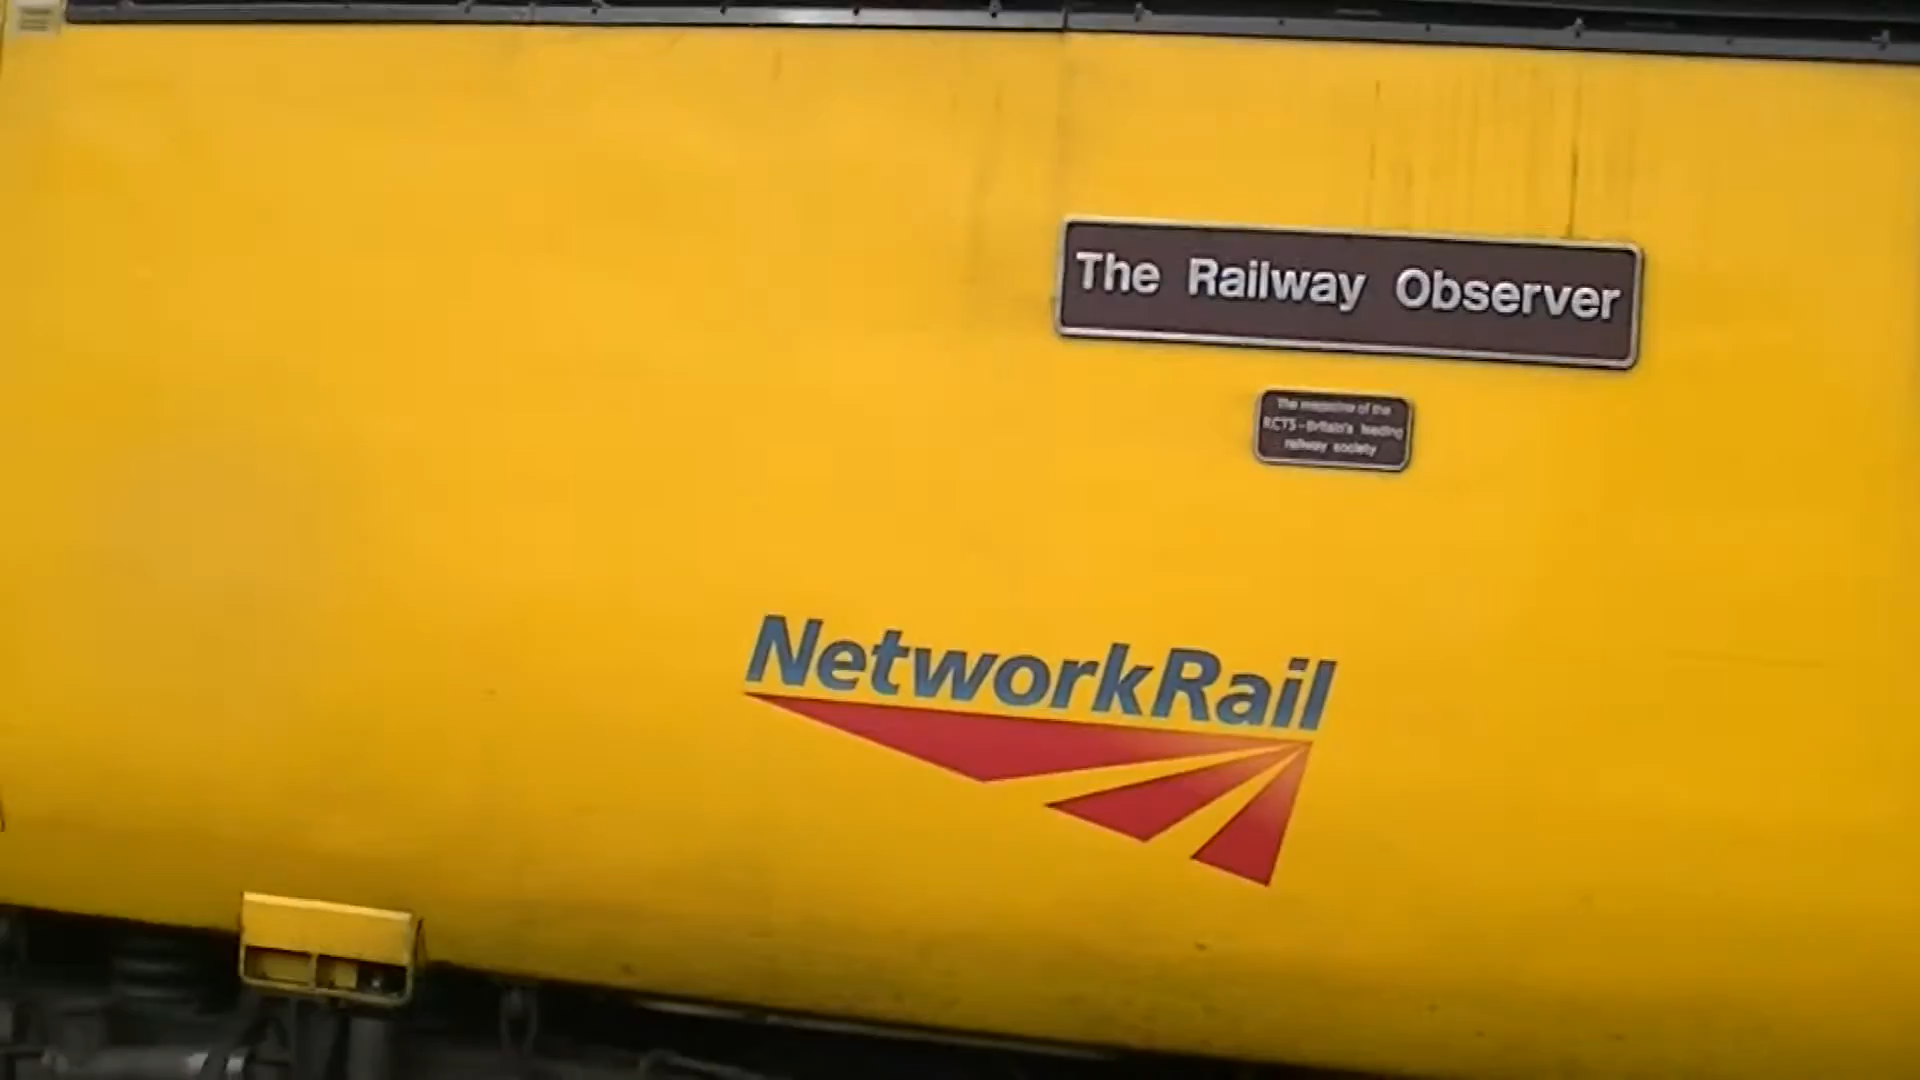 The Railway Observer
The magazine of the
RCTS - Britain's leading
railway society
NetworkRail